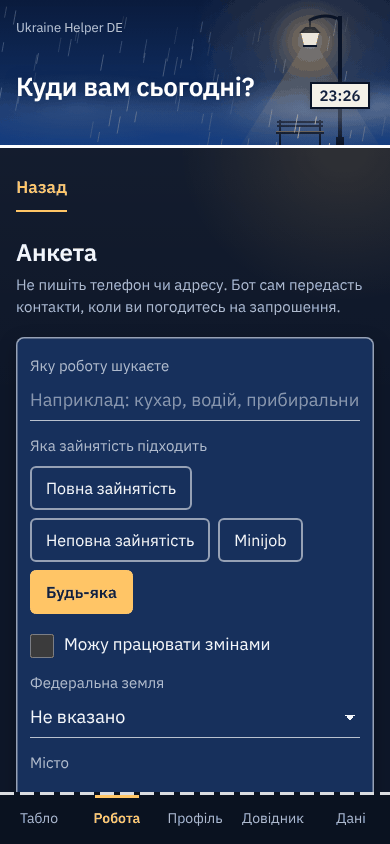 Ukraine Helper DE
Куди вам сьогодні?
23:26
Назад
Анкета
Не пишіть телефон чи адресу. Бот сам передасть
контакти, коли ви погодитесь на запрошення.
Яку роботу шукаєте
Наприклад: кухар, водій, прибиральни
Яка зайнятість підходить
Повна зайнятість
Неповна зайнятість
Minijob
Будь-яка
Можу працювати змінами
Федеральна земля
Не вказано
Місто
Табло
Робота
Профіль
Довідник
Дані